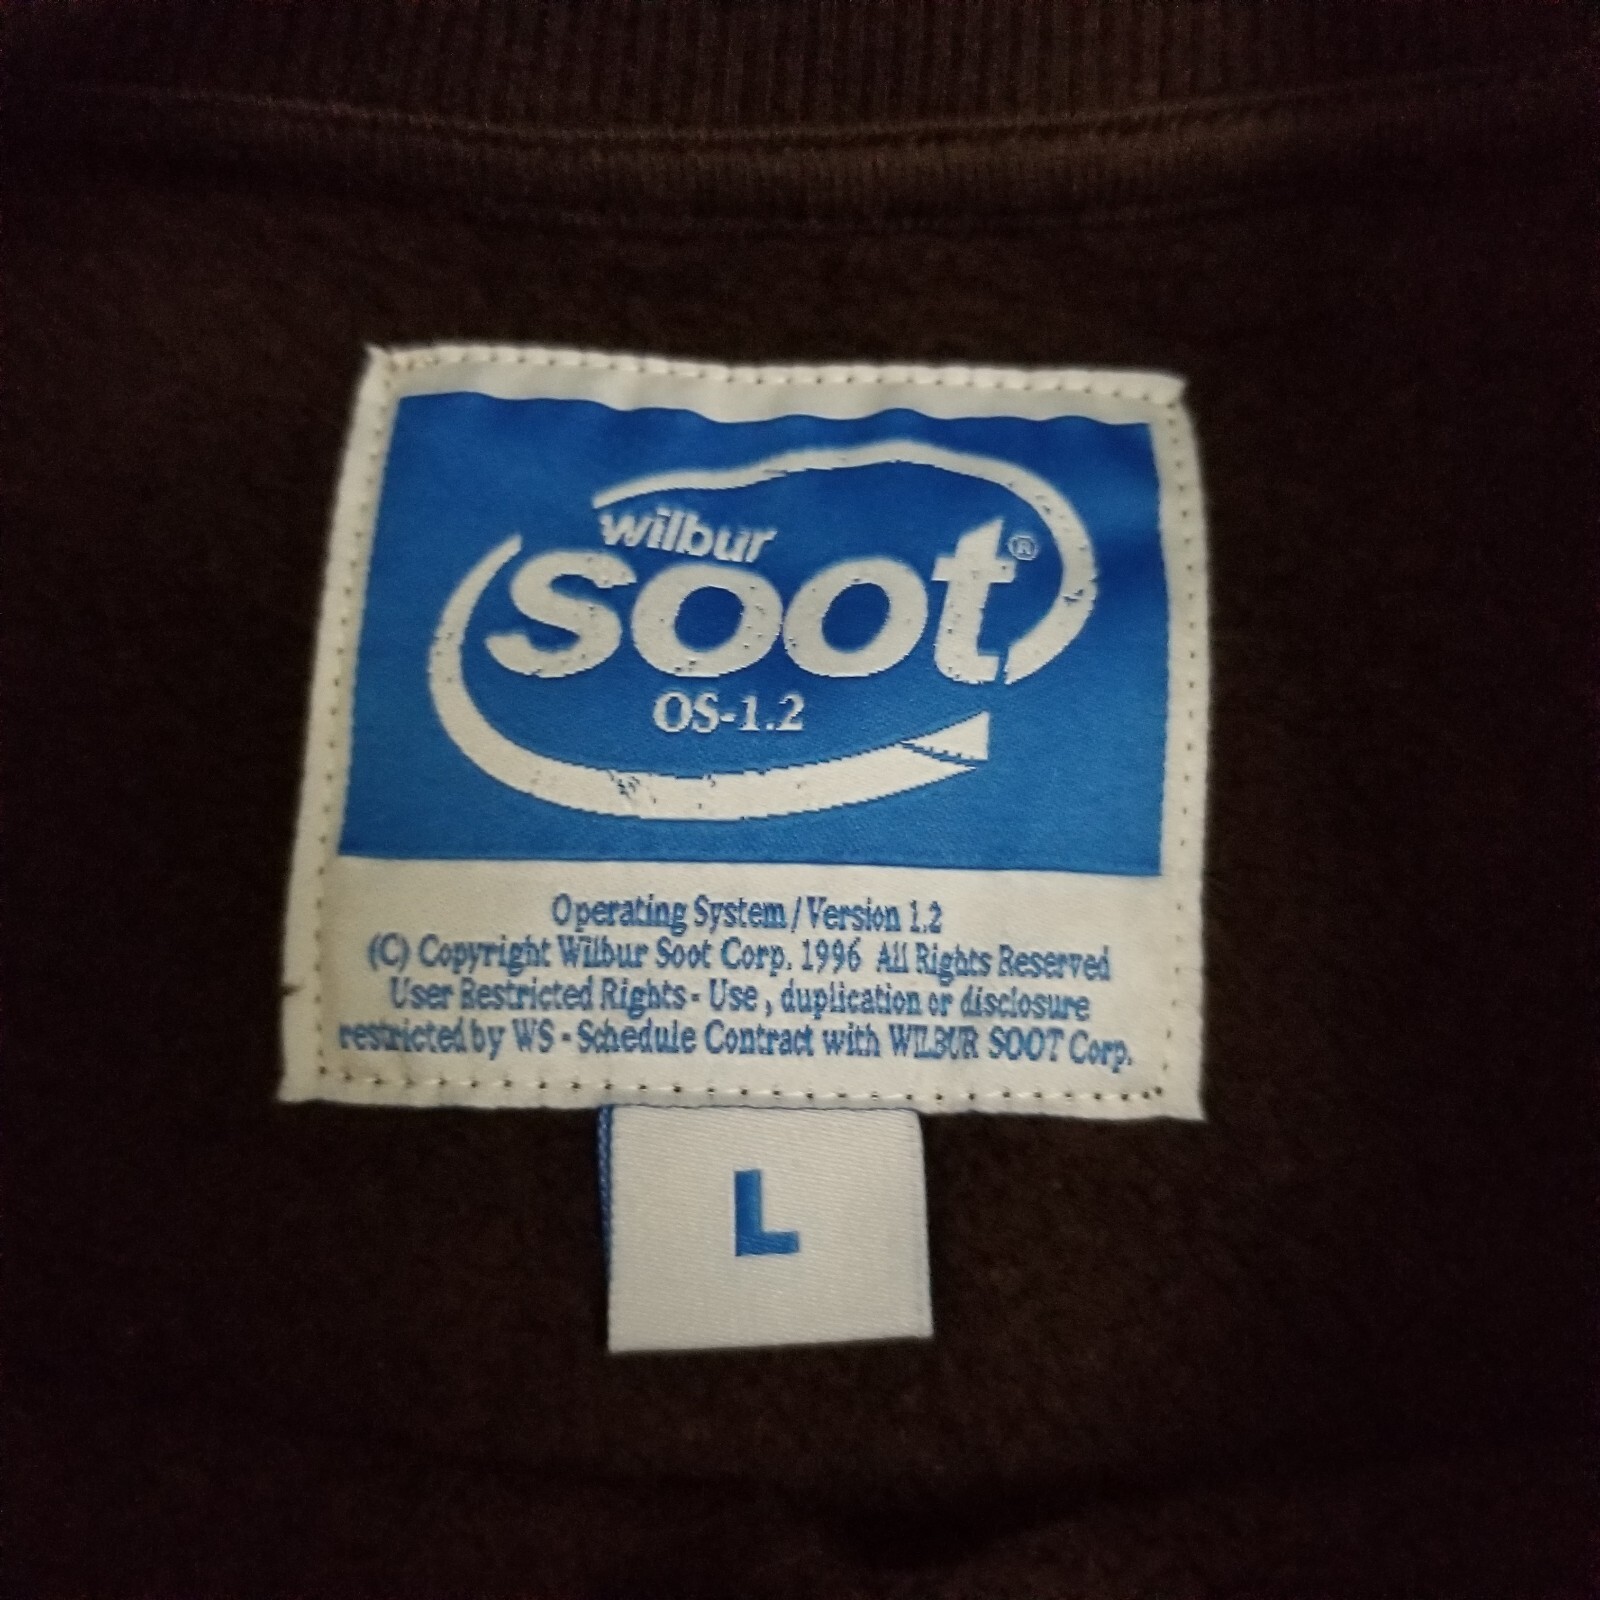 wilbur
soot®
OS-1.2
Operating System / Version 1.2
(C) Copyright Wilbur Soot Corp. 1996 All Rights Reserved
User Restricted Rights - Use, duplication or disclosure
restricted by WS - Schedule Contract with WILBUR SOOT Corp.
L